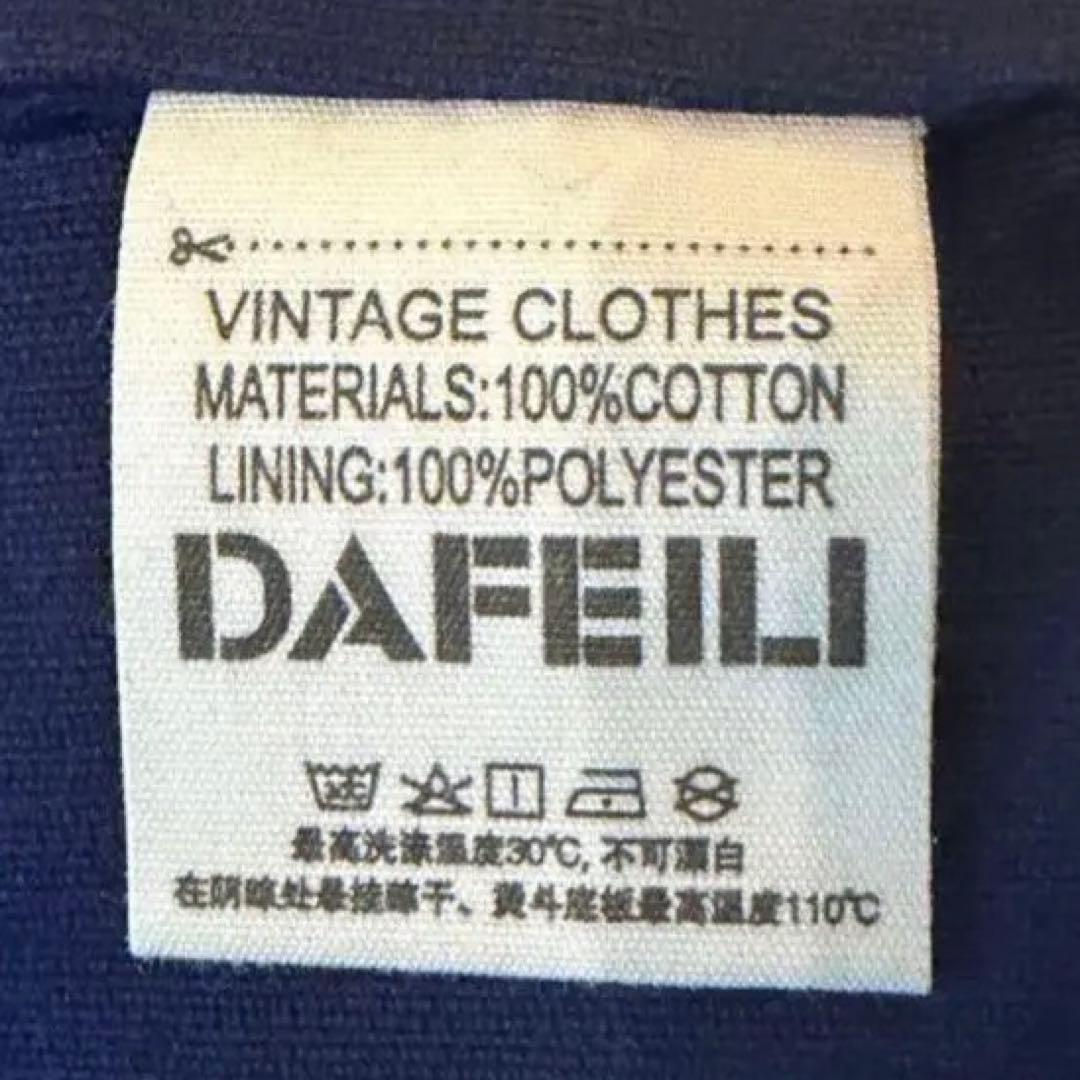 VINTAGE CLOTHES
MATERIALS:100%COTTON
LINING:100%POLYESTER
DAFEILI
最高洗涤温度30℃, 不可漂白
在阴晾处悬挂晾干、熨斗底板最高温度110℃